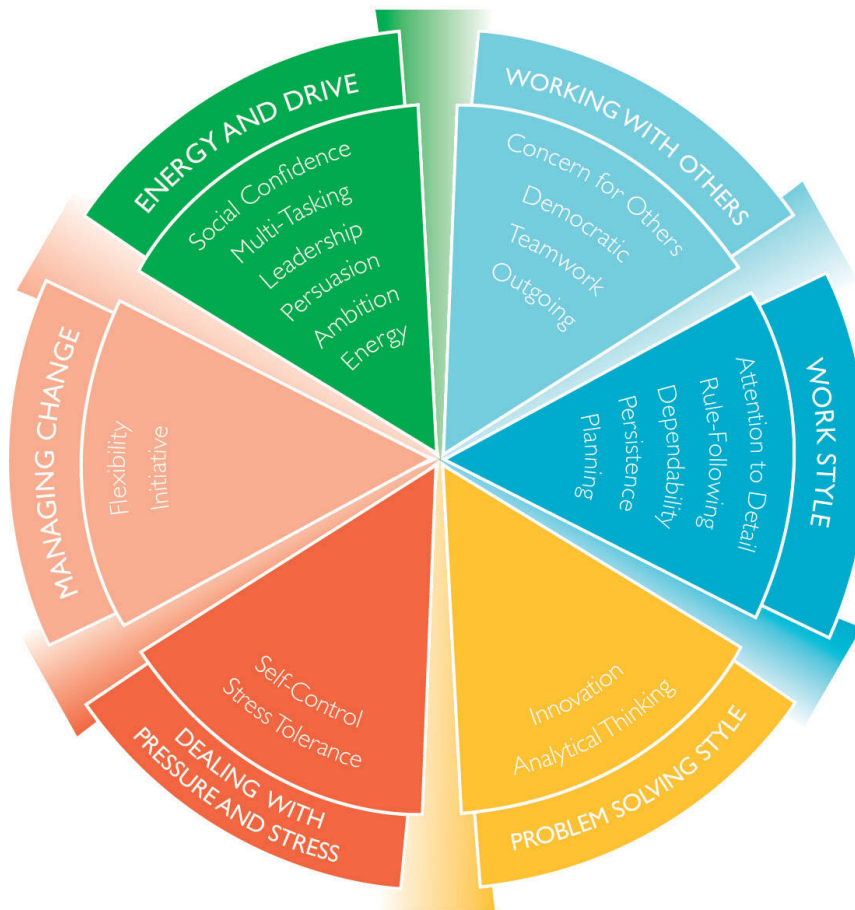 ENERGY AND DRIVE
Social Confidence
Multi-Tasking
Leadership
Persuasion
Ambition
Energy
WORKING WITH OTHERS
Concern for Others
Democratic
Teamwork
Outgoing
WORK STYLE
Attention to Detail
Rule-Following
Dependability
Persistence
Planning
PROBLEM SOLVING STYLE
Innovation
Analytical Thinking
DEALING WITH
PRESSURE AND STRESS
Self-Control
Stress Tolerance
MANAGING CHANGE
Flexibility
Initiative